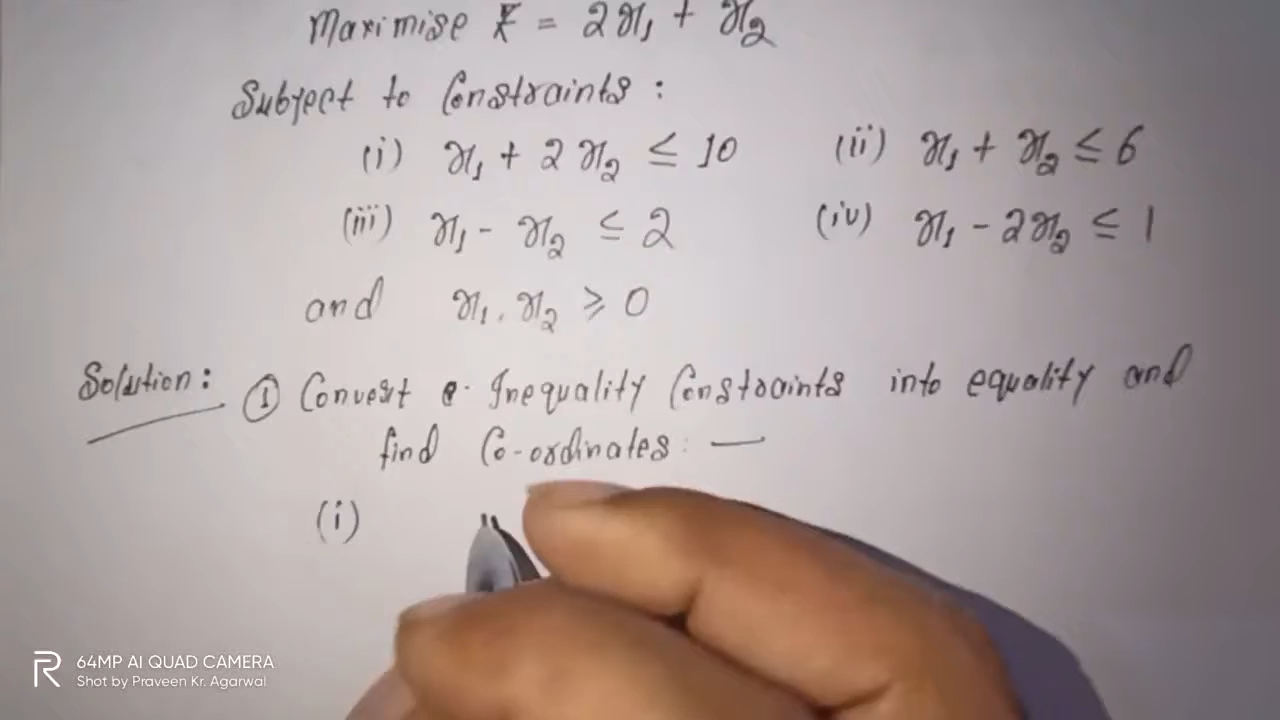 Maximise Z = 2x₁ + x₂
Subject to Constraints :
(i) x₁ + 2x₂ ≤ 10 (ii) x₁ + x₂ ≤ 6
(iii) x₁ - x₂ ≤ 2 (iv) x₁ - 2x₂ ≤ 1
and x₁, x₂ ≥ 0
Solution : ① Convert Inequality Constraints into equality and
find Co-ordinates : —
(i)
R 64MP AI QUAD CAMERA
Shot by Praveen Kr. Agarwal